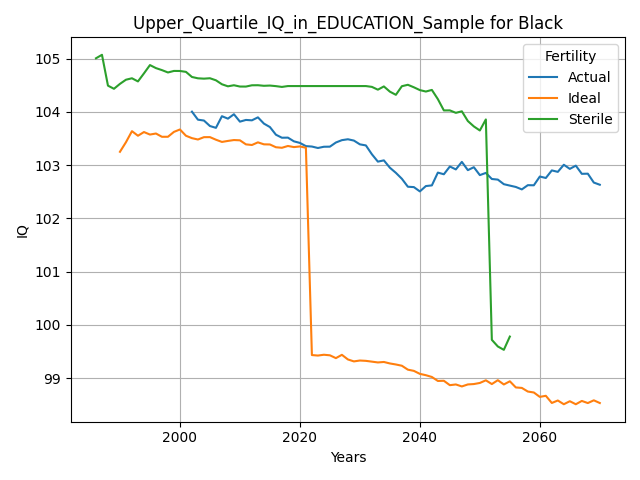 Upper_Quartile_IQ_in_EDUCATION_Sample for Black
Fertility
Actual
Ideal
Sterile
105
104
103
102
101
100
99
IQ
2000
2020
2040
2060
Years